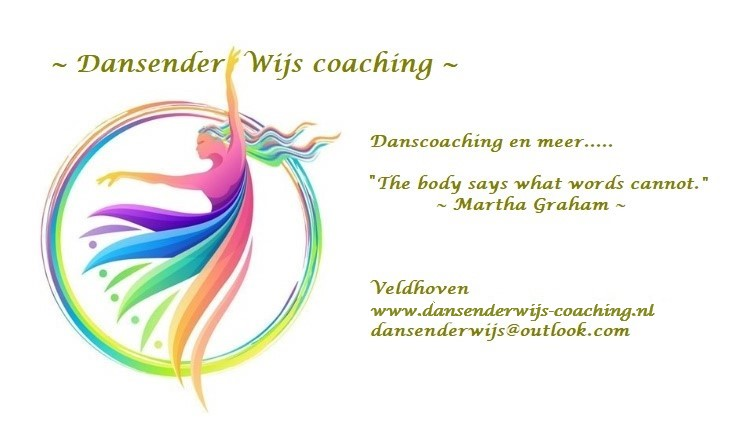 ~ Dansender Wijs coaching ~
Danscoaching en meer.....
"The body says what words cannot."
~ Martha Graham ~
Veldhoven
www.dansenderwijs-coaching.nl
dansenderwijs@outlook.com